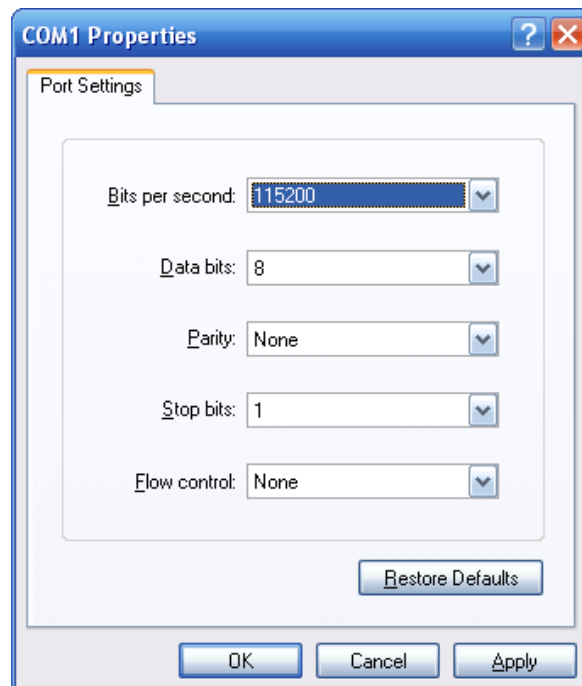 COM1 Properties
Port Settings
Bits per second: 115200
Data bits: 8
Parity: None
Stop bits: 1
Flow control: None
Restore Defaults
OK Cancel Apply